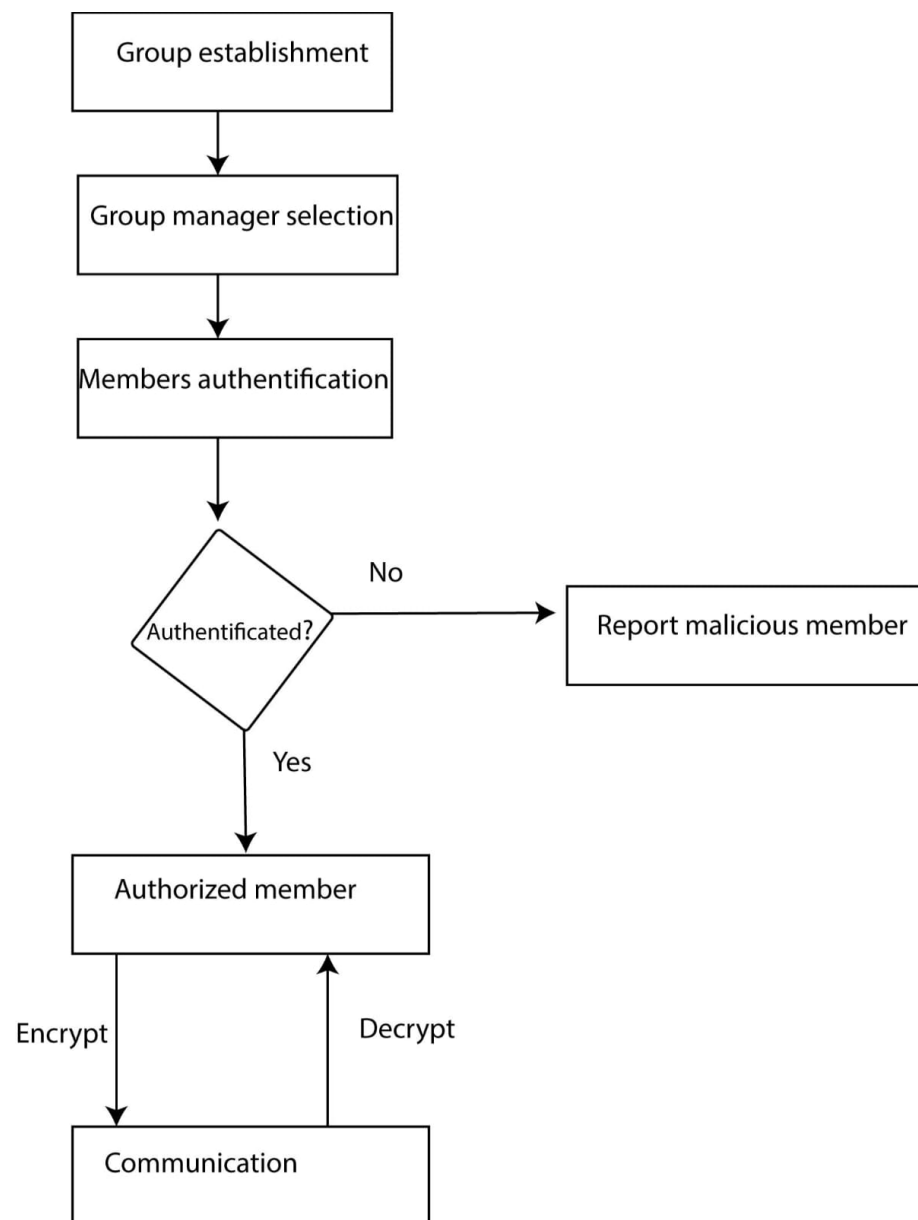 Group establishment
Group manager selection
Members authentification
No
Authentificated?
Report malicious member
Yes
Authorized member
Encrypt
Decrypt
Communication